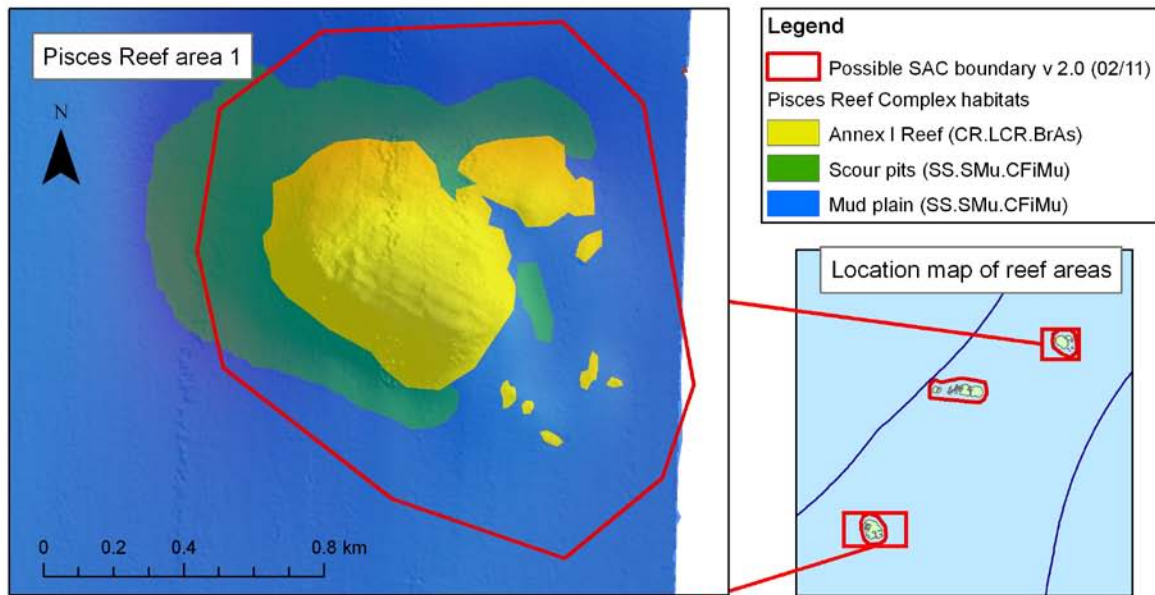 Pisces Reef area 1
N
0 0.2 0.4 0.8 km
Legend
Possible SAC boundary v 2.0 (02/11)
Pisces Reef Complex habitats
Annex I Reef (CR.LCR.BrAs)
Scour pits (SS.SMu.CFiMu)
Mud plain (SS.SMu.CFiMu)
Location map of reef areas